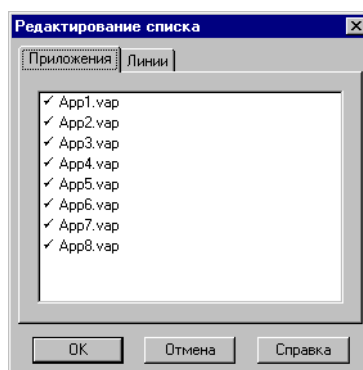 Редактирование списка
Приложения Линии
App1.vap
App2.vap
App3.vap
App4.vap
App5.vap
App6.vap
App7.vap
App8.vap
OK Отмена Справка